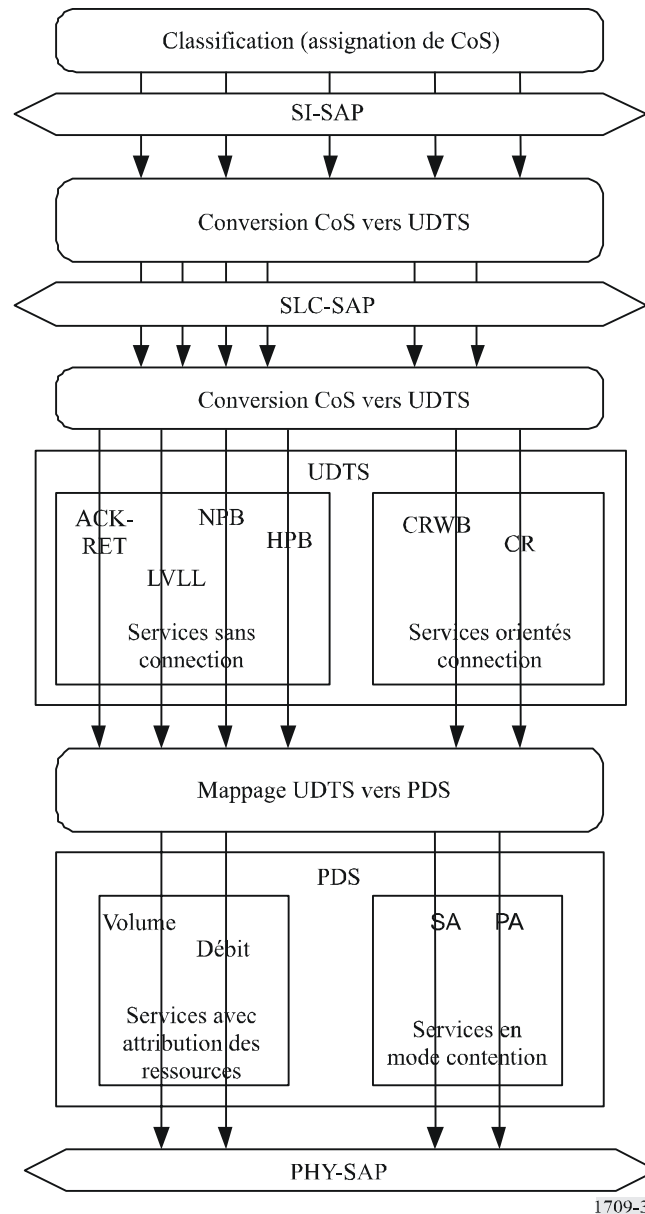 Classification (assignation de CoS)
SI-SAP
Conversion CoS vers UDTS
SLC-SAP
Conversion CoS vers UDTS
UDTS
ACK-
RET
LVLL
NPB
HPB
Services sans
connection
CRWB
CR
Services orientés
connection
Mappage UDTS vers PDS
PDS
Volume
Débit
Services avec
attribution des
ressources
SA
PA
Services en
mode contention
PHY-SAP
1709-3